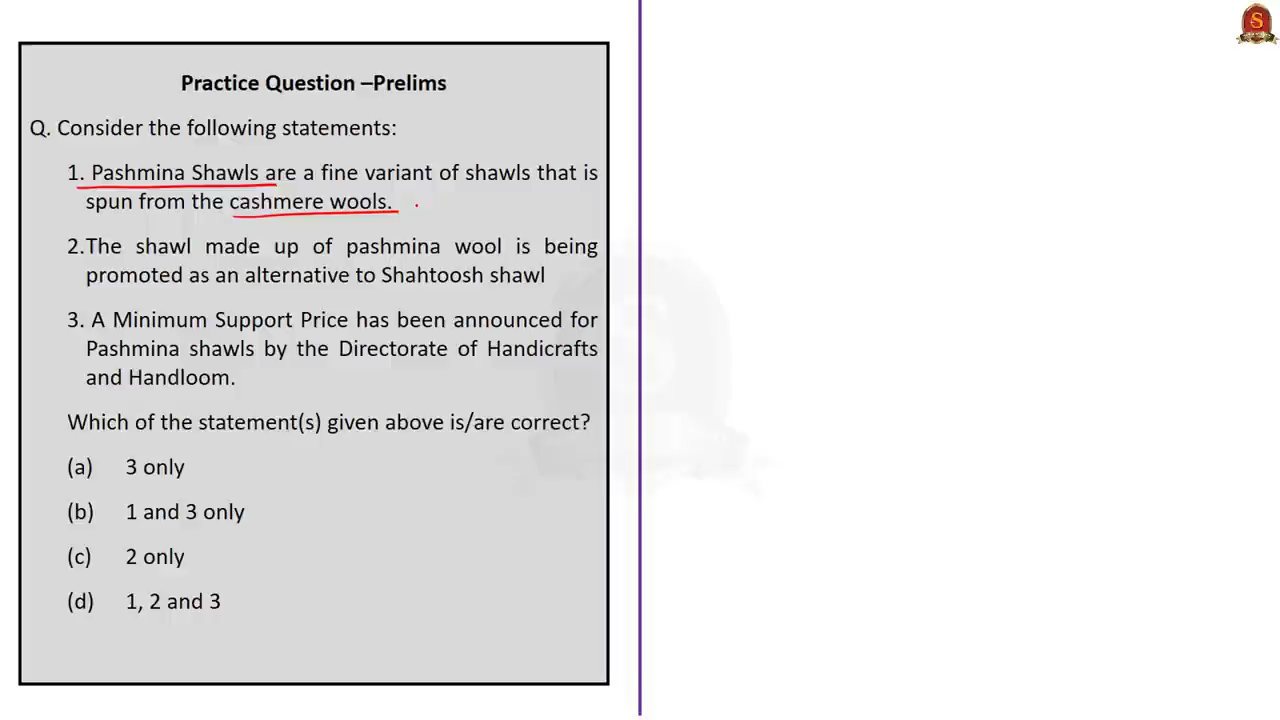 Practice Question –Prelims
Q. Consider the following statements:
1. Pashmina Shawls are a fine variant of shawls that is
spun from the cashmere wools.
2.The shawl made up of pashmina wool is being
promoted as an alternative to Shahtoosh shawl
3. A Minimum Support Price has been announced for
Pashmina shawls by the Directorate of Handicrafts
and Handloom.
Which of the statement(s) given above is/are correct?
(a) 3 only
(b) 1 and 3 only
(c) 2 only
(d) 1, 2 and 3
S